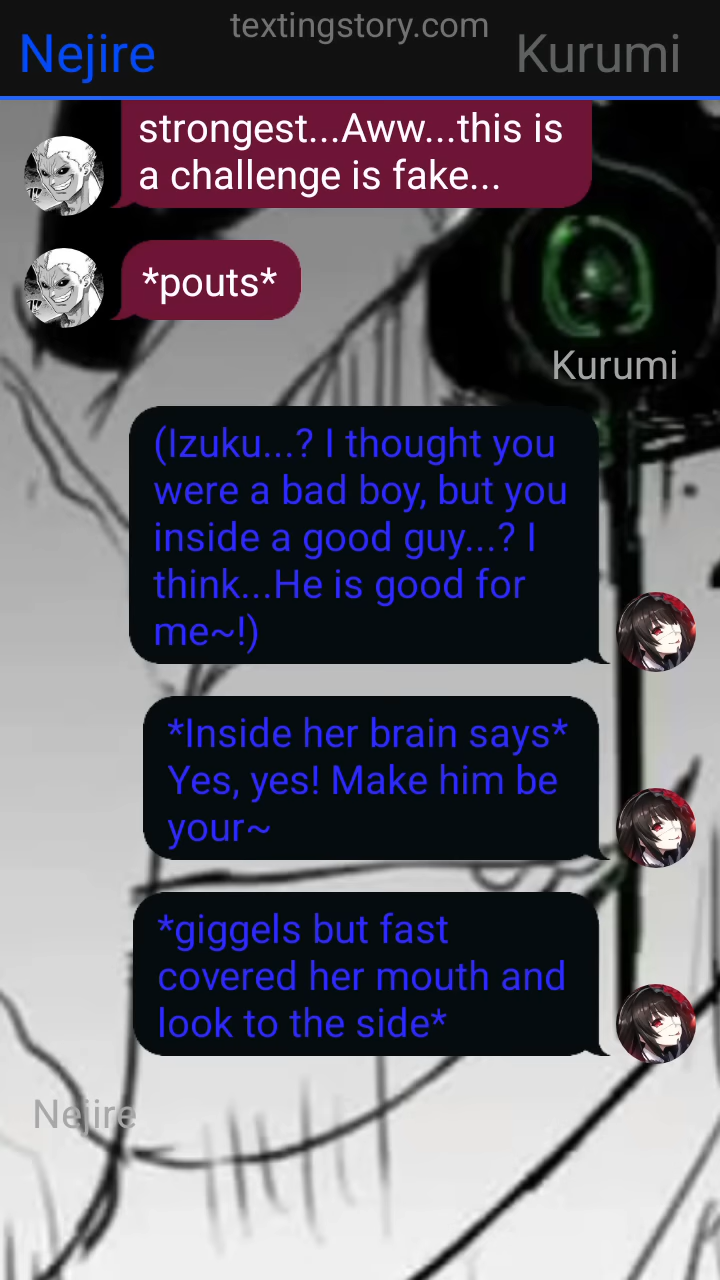 textingstory.com
Nejire
Kurumi
strongest...Aww...this is
a challenge is fake...
*pouts*
Kurumi
(Izuku...? I thought you
were a bad boy, but you
inside a good guy...? I
think...He is good for
me~!)
*Inside her brain says*
Yes, yes! Make him be
your~
*giggels but fast
covered her mouth and
look to the side*
Nejire